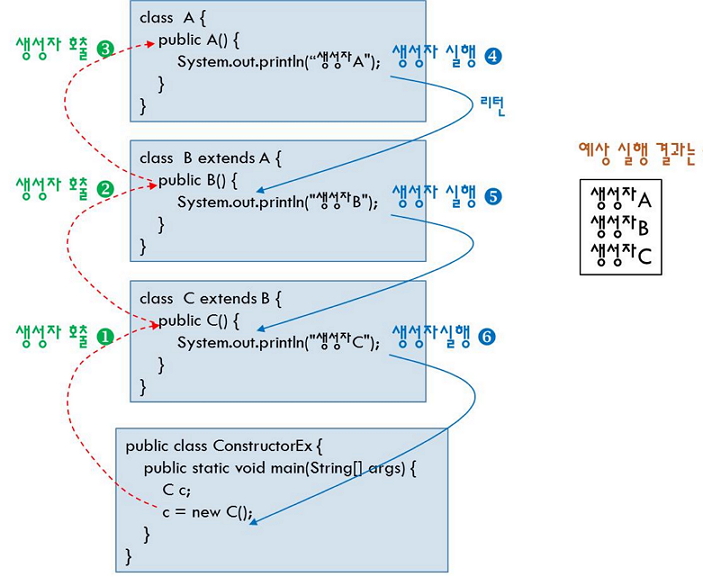 class  A {
생성자 호출 ❸
public A() {
System.out.println(“생성자A");
생성자 실행 ❹
}
}
리턴
class  B extends A {
생성자 호출 ❷
public B() {
System.out.println("생성자B");
생성자 실행 ❺
}
}
class  C extends B {
생성자 호출 ❶
public C() {
System.out.println("생성자C");
생성자실행 ❻
}
}
public class ConstructorEx {
public static void main(String[] args) {
C c;
c = new C();
}
}
예상 실행 결과는
생성자A
생성자B
생성자C